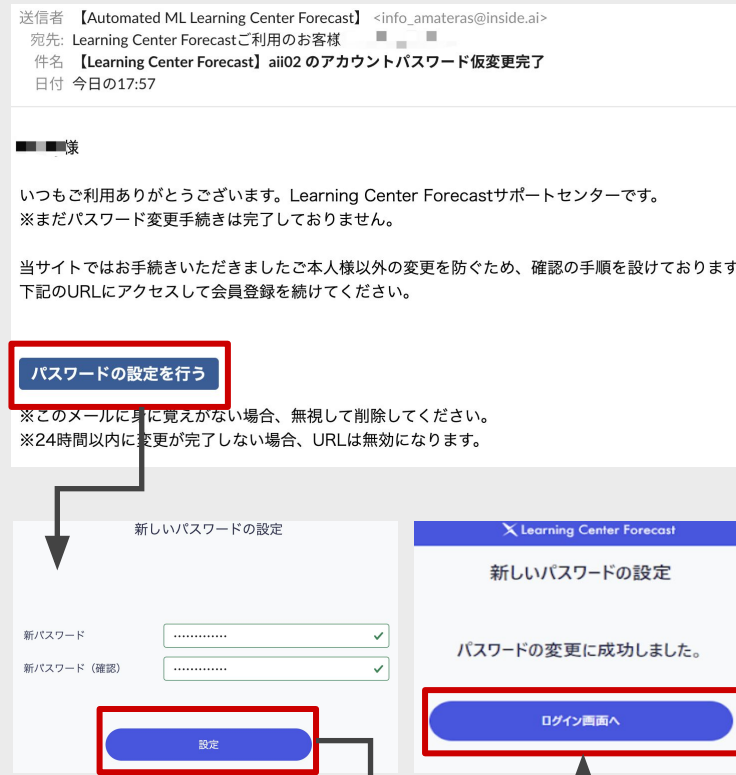 送信者 【Automated ML Learning Center Forecast】 <info_amateras@inside.ai>
宛先: Learning Center Forecastご利用のお客様
件名 【Learning Center Forecast】aii02 のアカウントパスワード仮変更完了
日付 今日の17:57
様
いつもご利用ありがとうございます。Learning Center Forecastサポートセンターです。
※まだパスワード変更手続きは完了しておりません。
当サイトではお手続きいただきましたご本人様以外の変更を防ぐため、確認の手順を設けております
下記のURLにアクセスして会員登録を続けてください。
パスワードの設定を行う
※このメールに身に覚えがない場合、無視して削除してください。
※24時間以内に変更が完了しない場合、URLは無効になります。
新しいパスワードの設定
新パスワード
新パスワード（確認）
設定
Learning Center Forecast
新しいパスワードの設定
パスワードの変更に成功しました。
ログイン画面へ